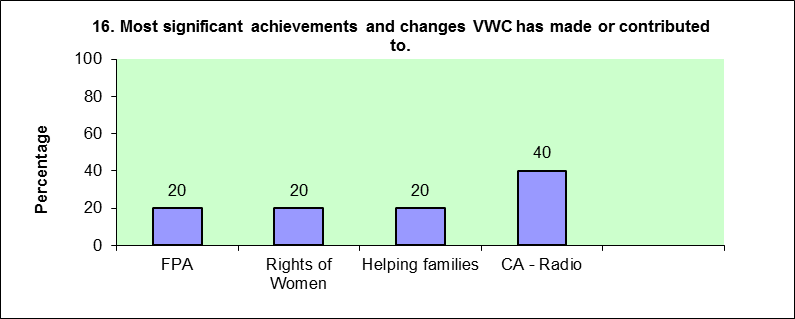 16. Most significant achievements and changes VWC has made or contributed
to.
100
80
60
40
20
0
Percentage
20
20
20
40
FPA
Rights of
Women
Helping families
CA - Radio